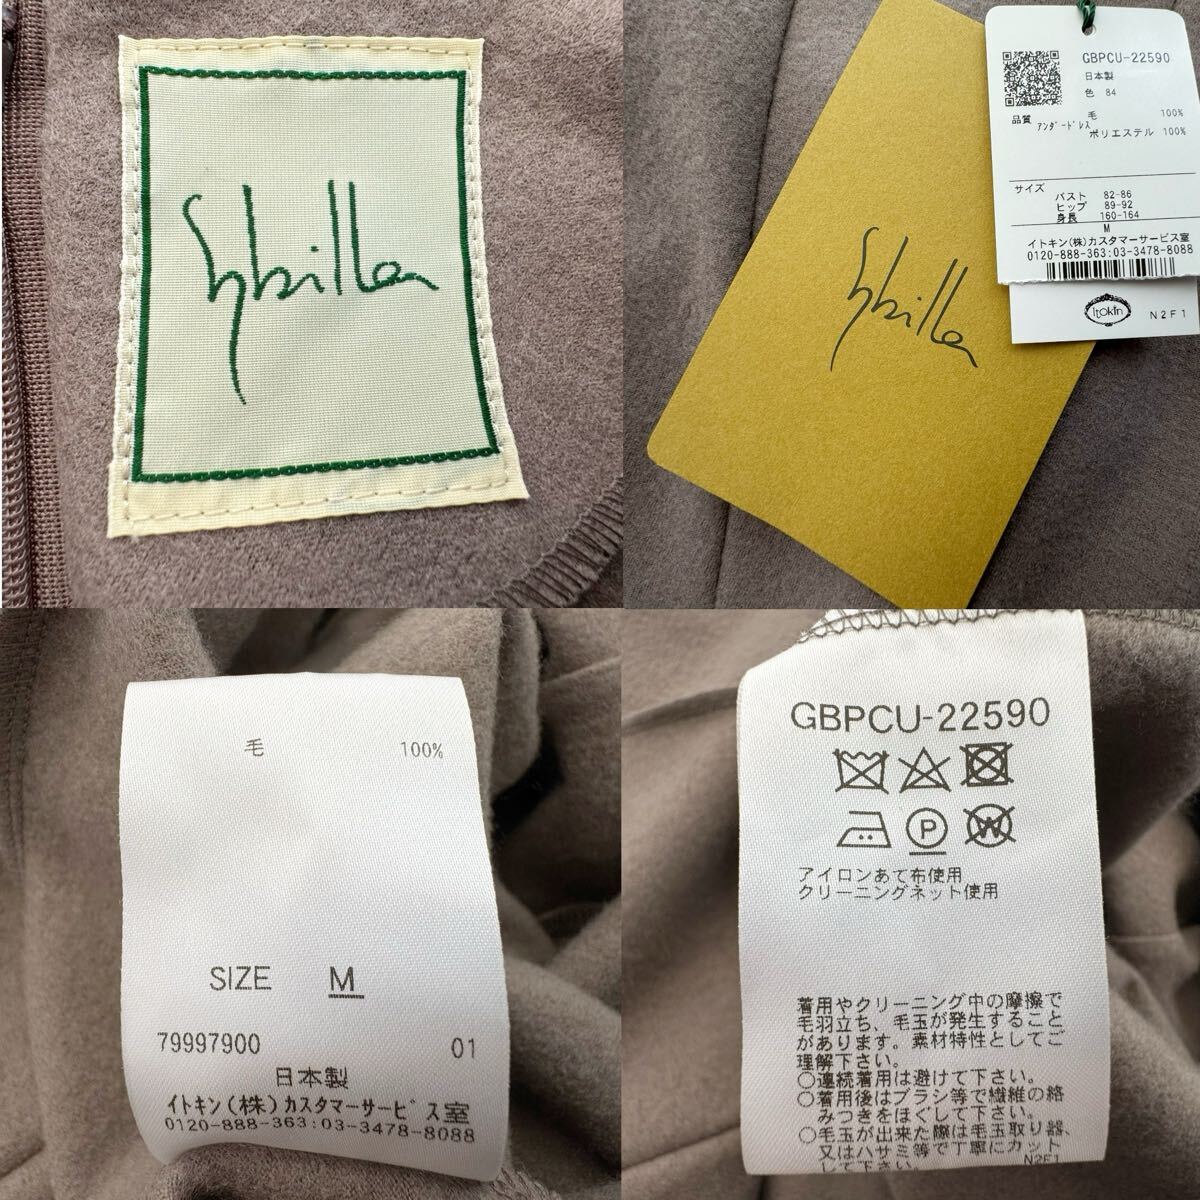 Sybilla
Sybilla
GBPCU-22590
日本製
色 84
品質 毛 100%
アンダードレス ポリエステル 100%
サイズ
バスト 82-86
ヒップ 89-92
身長 160-164
M
イトキン(株)カスタマーサービス室
0120-888-363:03-3478-8088
Itokin
N2F1
毛 100%
SIZE M
79997900 01
日本製
イトキン(株)カスタマーサービス室
0120-888-363:03-3478-8088
GBPCU-22590
P
W
アイロンあて布使用
クリーニングネット使用
着用やクリーニング中の摩擦で
毛羽立ち、毛玉が発生すること
があります。素材特性としてご
理解下さい。
○連続着用は避けて下さい。
○着用後はブラシ等で繊維の絡
みつきをほぐして下さい。
○毛玉が出来た際は毛玉取り器、
又はハサミ等で丁寧にカット
して下さい。
N2F1